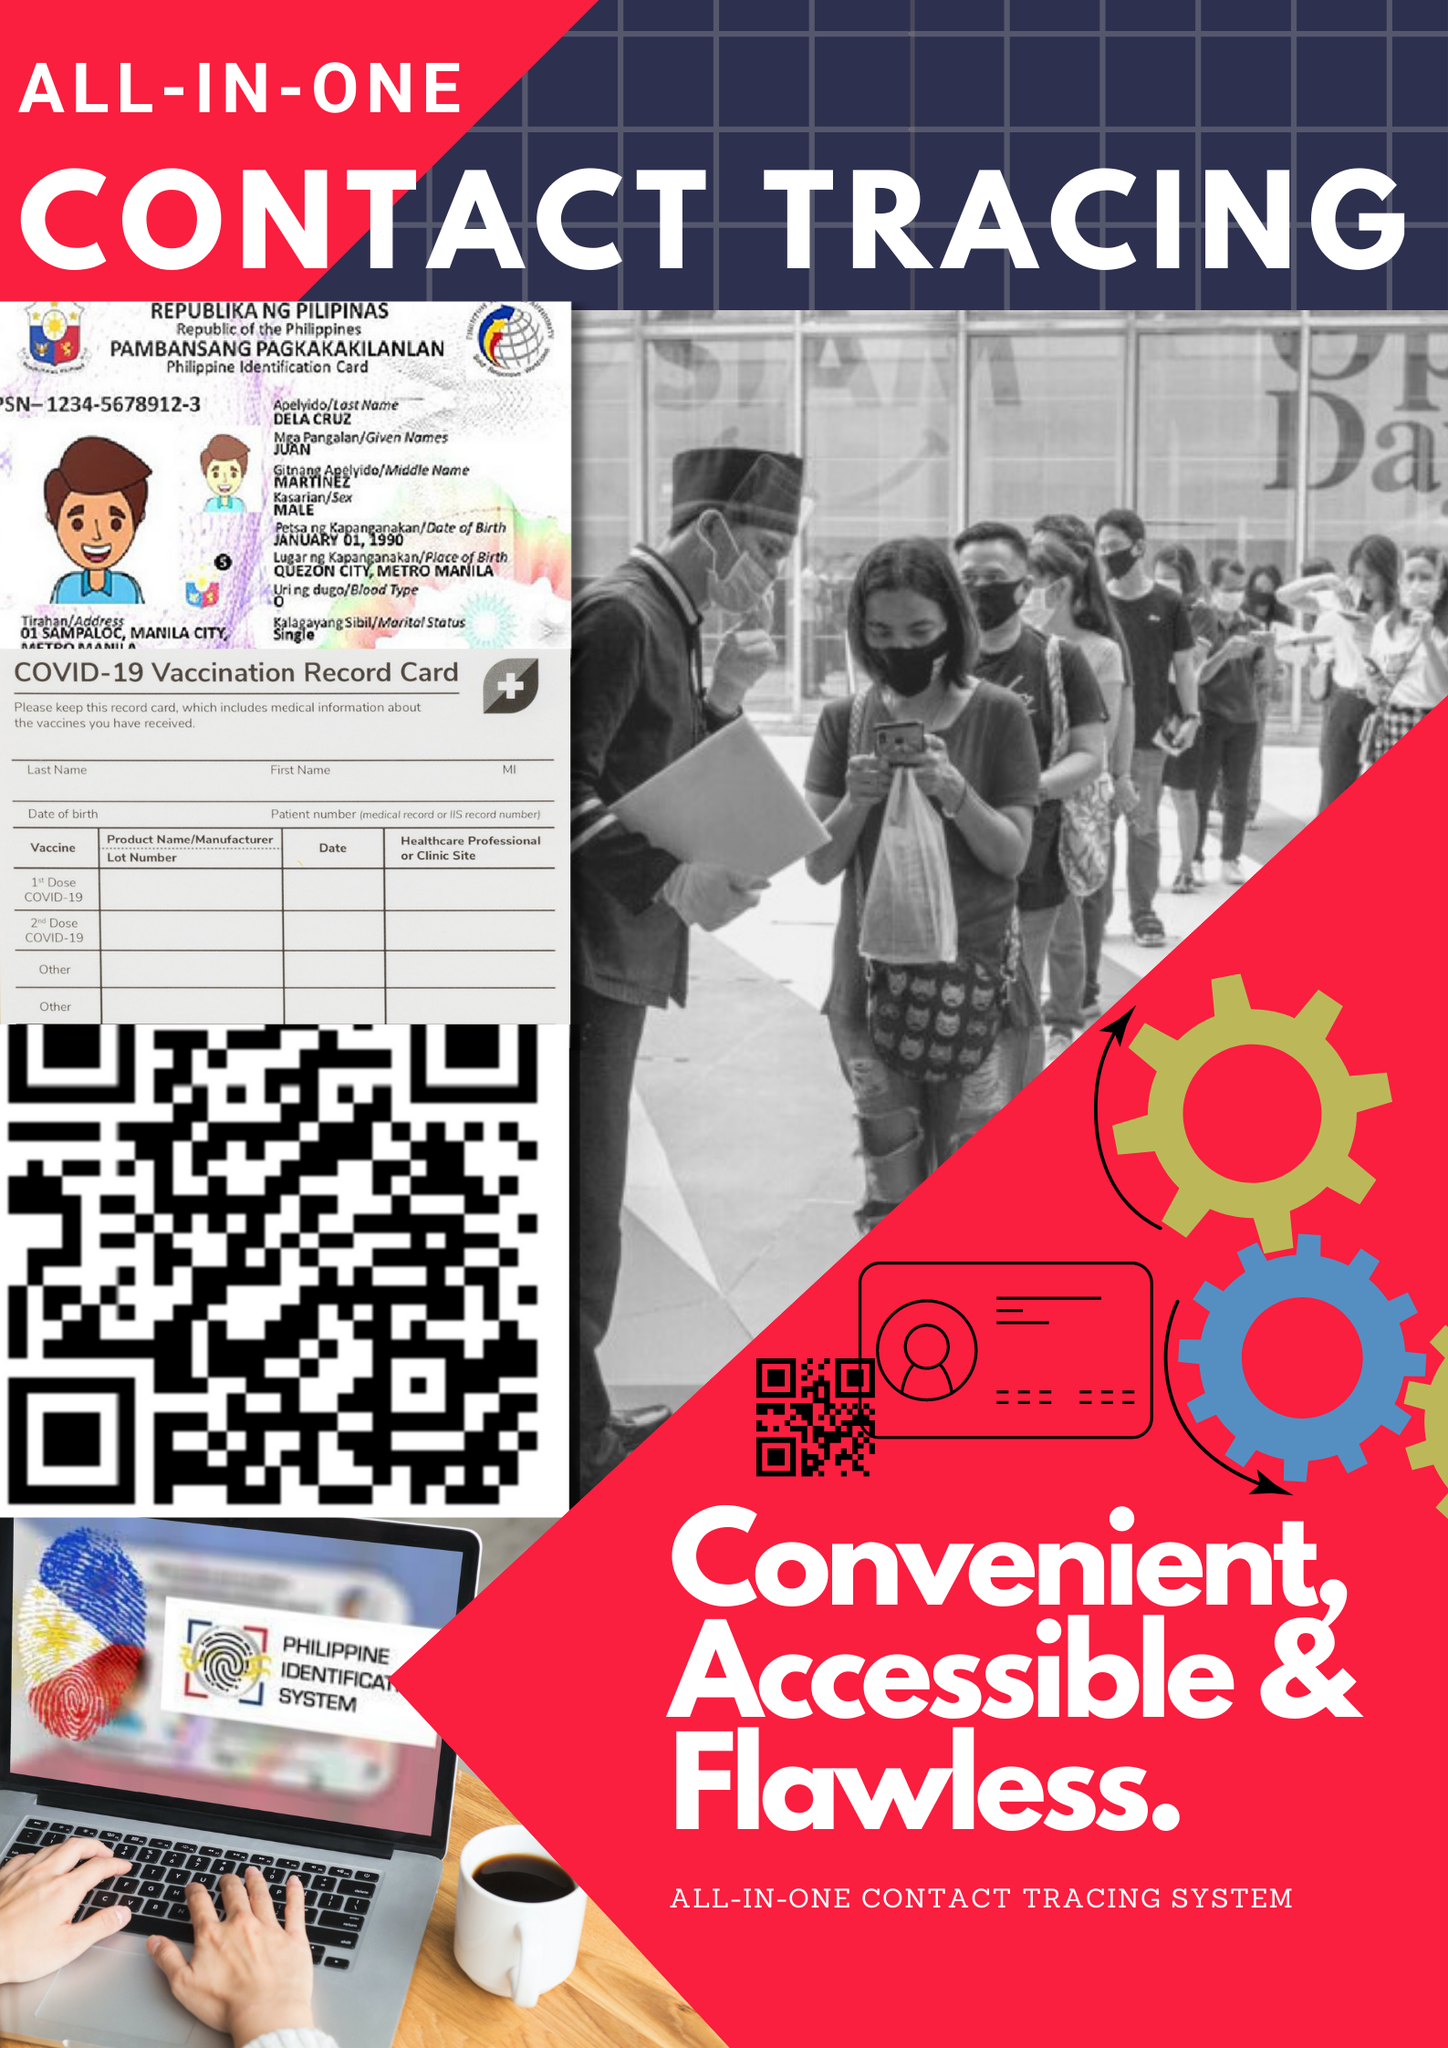 ALL-IN-ONE
CONTACT TRACING
REPUBLIKA NG PILIPINAS
Republic of the Philippines
PAMBANSANG PAGKAKAKILANLAN
Philippine Identification Card
PSN—1234-5678912-3
Apelyido/Last Name
DELA CRUZ
Mga Pangalan/Given Names
JUAN
Gitnang Apelyido/Middle Name
MARTINEZ
Kasarian/Sex
MALE
Petsa ng Kapanganakan/Date of Birth
JANUARY 01, 1990
Lugar ng Kapanganakan/Place of Birth
QUEZON CITY, METRO MANILA
Uri ng dugo/Blood Type
O
Kalagayang Sibil/Marital Status
Single
5
Tirahan/Address
01 SAMPALOC, MANILA CITY,
METRO MANILA
COVID-19 Vaccination Record Card
Please keep this record card, which includes medical information about
the vaccines you have received.
Last Name First Name MI
Date of birth Patient number (medical record or IIS record number)
Vaccine
Product Name/Manufacturer
Lot Number
Date
Healthcare Professional
or Clinic Site
1st Dose
COVID-19
2nd Dose
COVID-19
Other
Other
SIAM
Op
Da
PHILIPPINE
IDENTIFICAT
SYSTEM
Convenient,
Accessible &
Flawless.
ALL-IN-ONE CONTACT TRACING SYSTEM